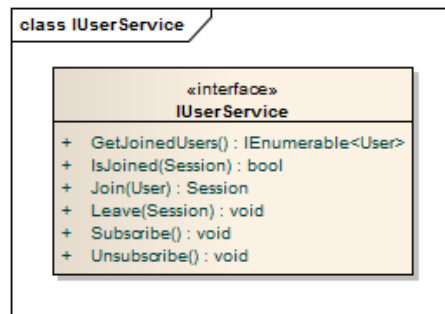 class IUserService
«interface»
IUserService
+ GetJoinedUsers() : IEnumerable<User>
+ IsJoined(Session) : bool
+ Join(User) : Session
+ Leave(Session) : void
+ Subscribe() : void
+ Unsubscribe() : void